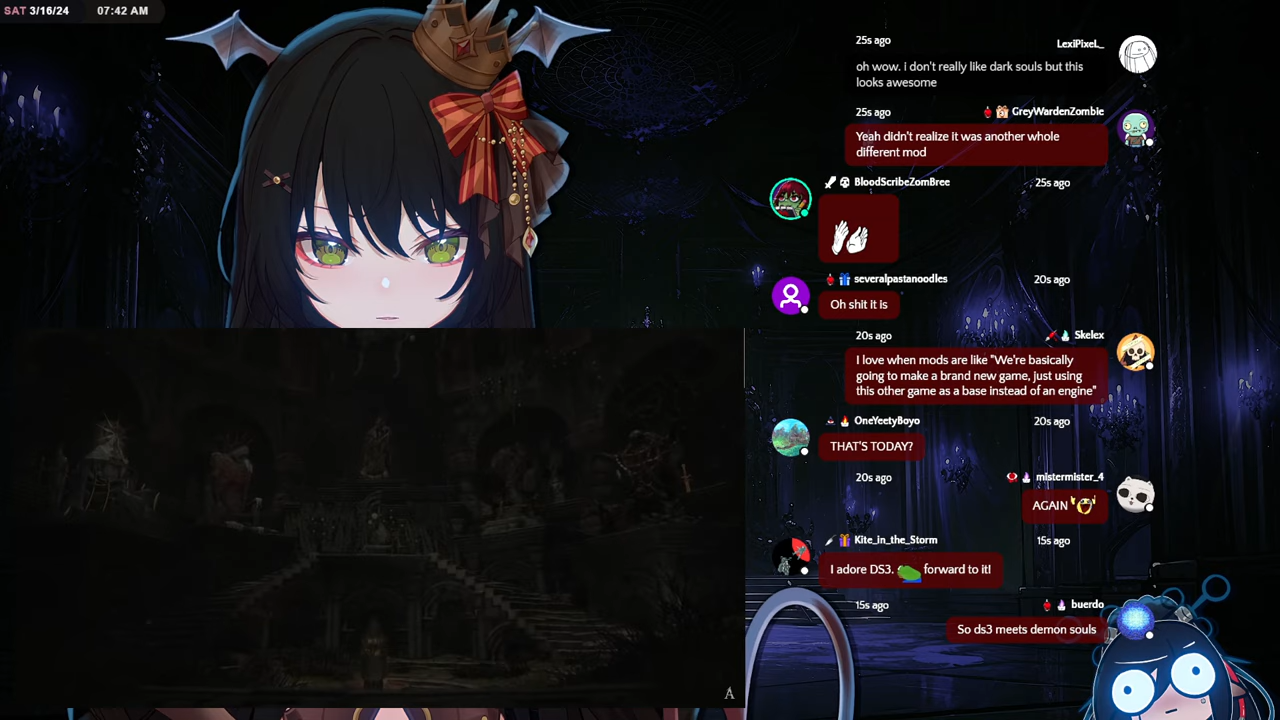 SAT 3/16/24 07:42 AM
25s ago
LexiPixel_
oh wow. i don't really like dark souls but this
looks awesome
25s ago
GreyWardenZombie
Yeah didn't realize it was another whole
different mod
BloodScribeZomBree
25s ago
severalpastanoodles
20s ago
Oh shit it is
20s ago
Skelex
I love when mods are like "We're basically
going to make a brand new game, just using
this other game as a base instead of an engine"
OneYeetyBoyo
20s ago
THAT'S TODAY?
20s ago
mistermister_4
AGAIN
Kite_in_the_Storm
15s ago
I adore DS3. forward to it!
15s ago
buerdo
So ds3 meets demon souls
A